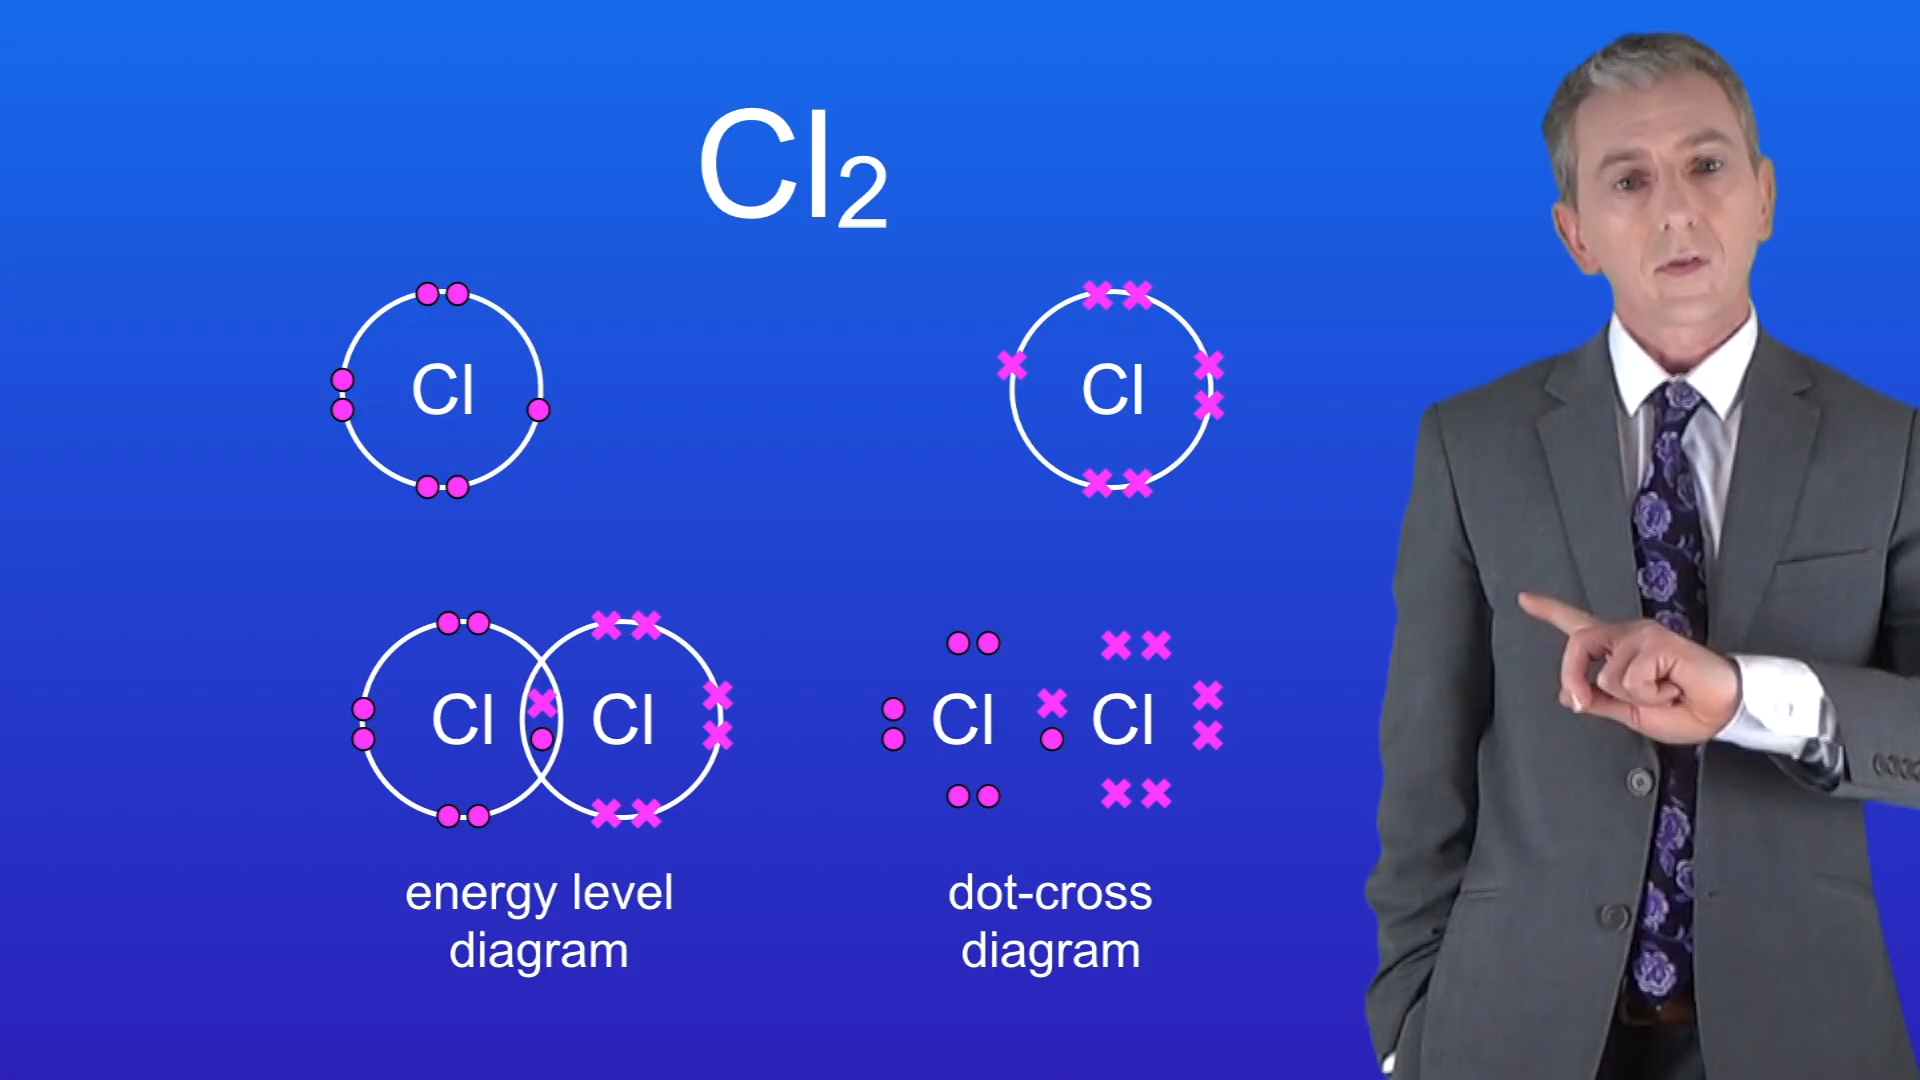 Cl₂
Cl
Cl
Cl Cl
Cl Cl
energy level
diagram
dot-cross
diagram